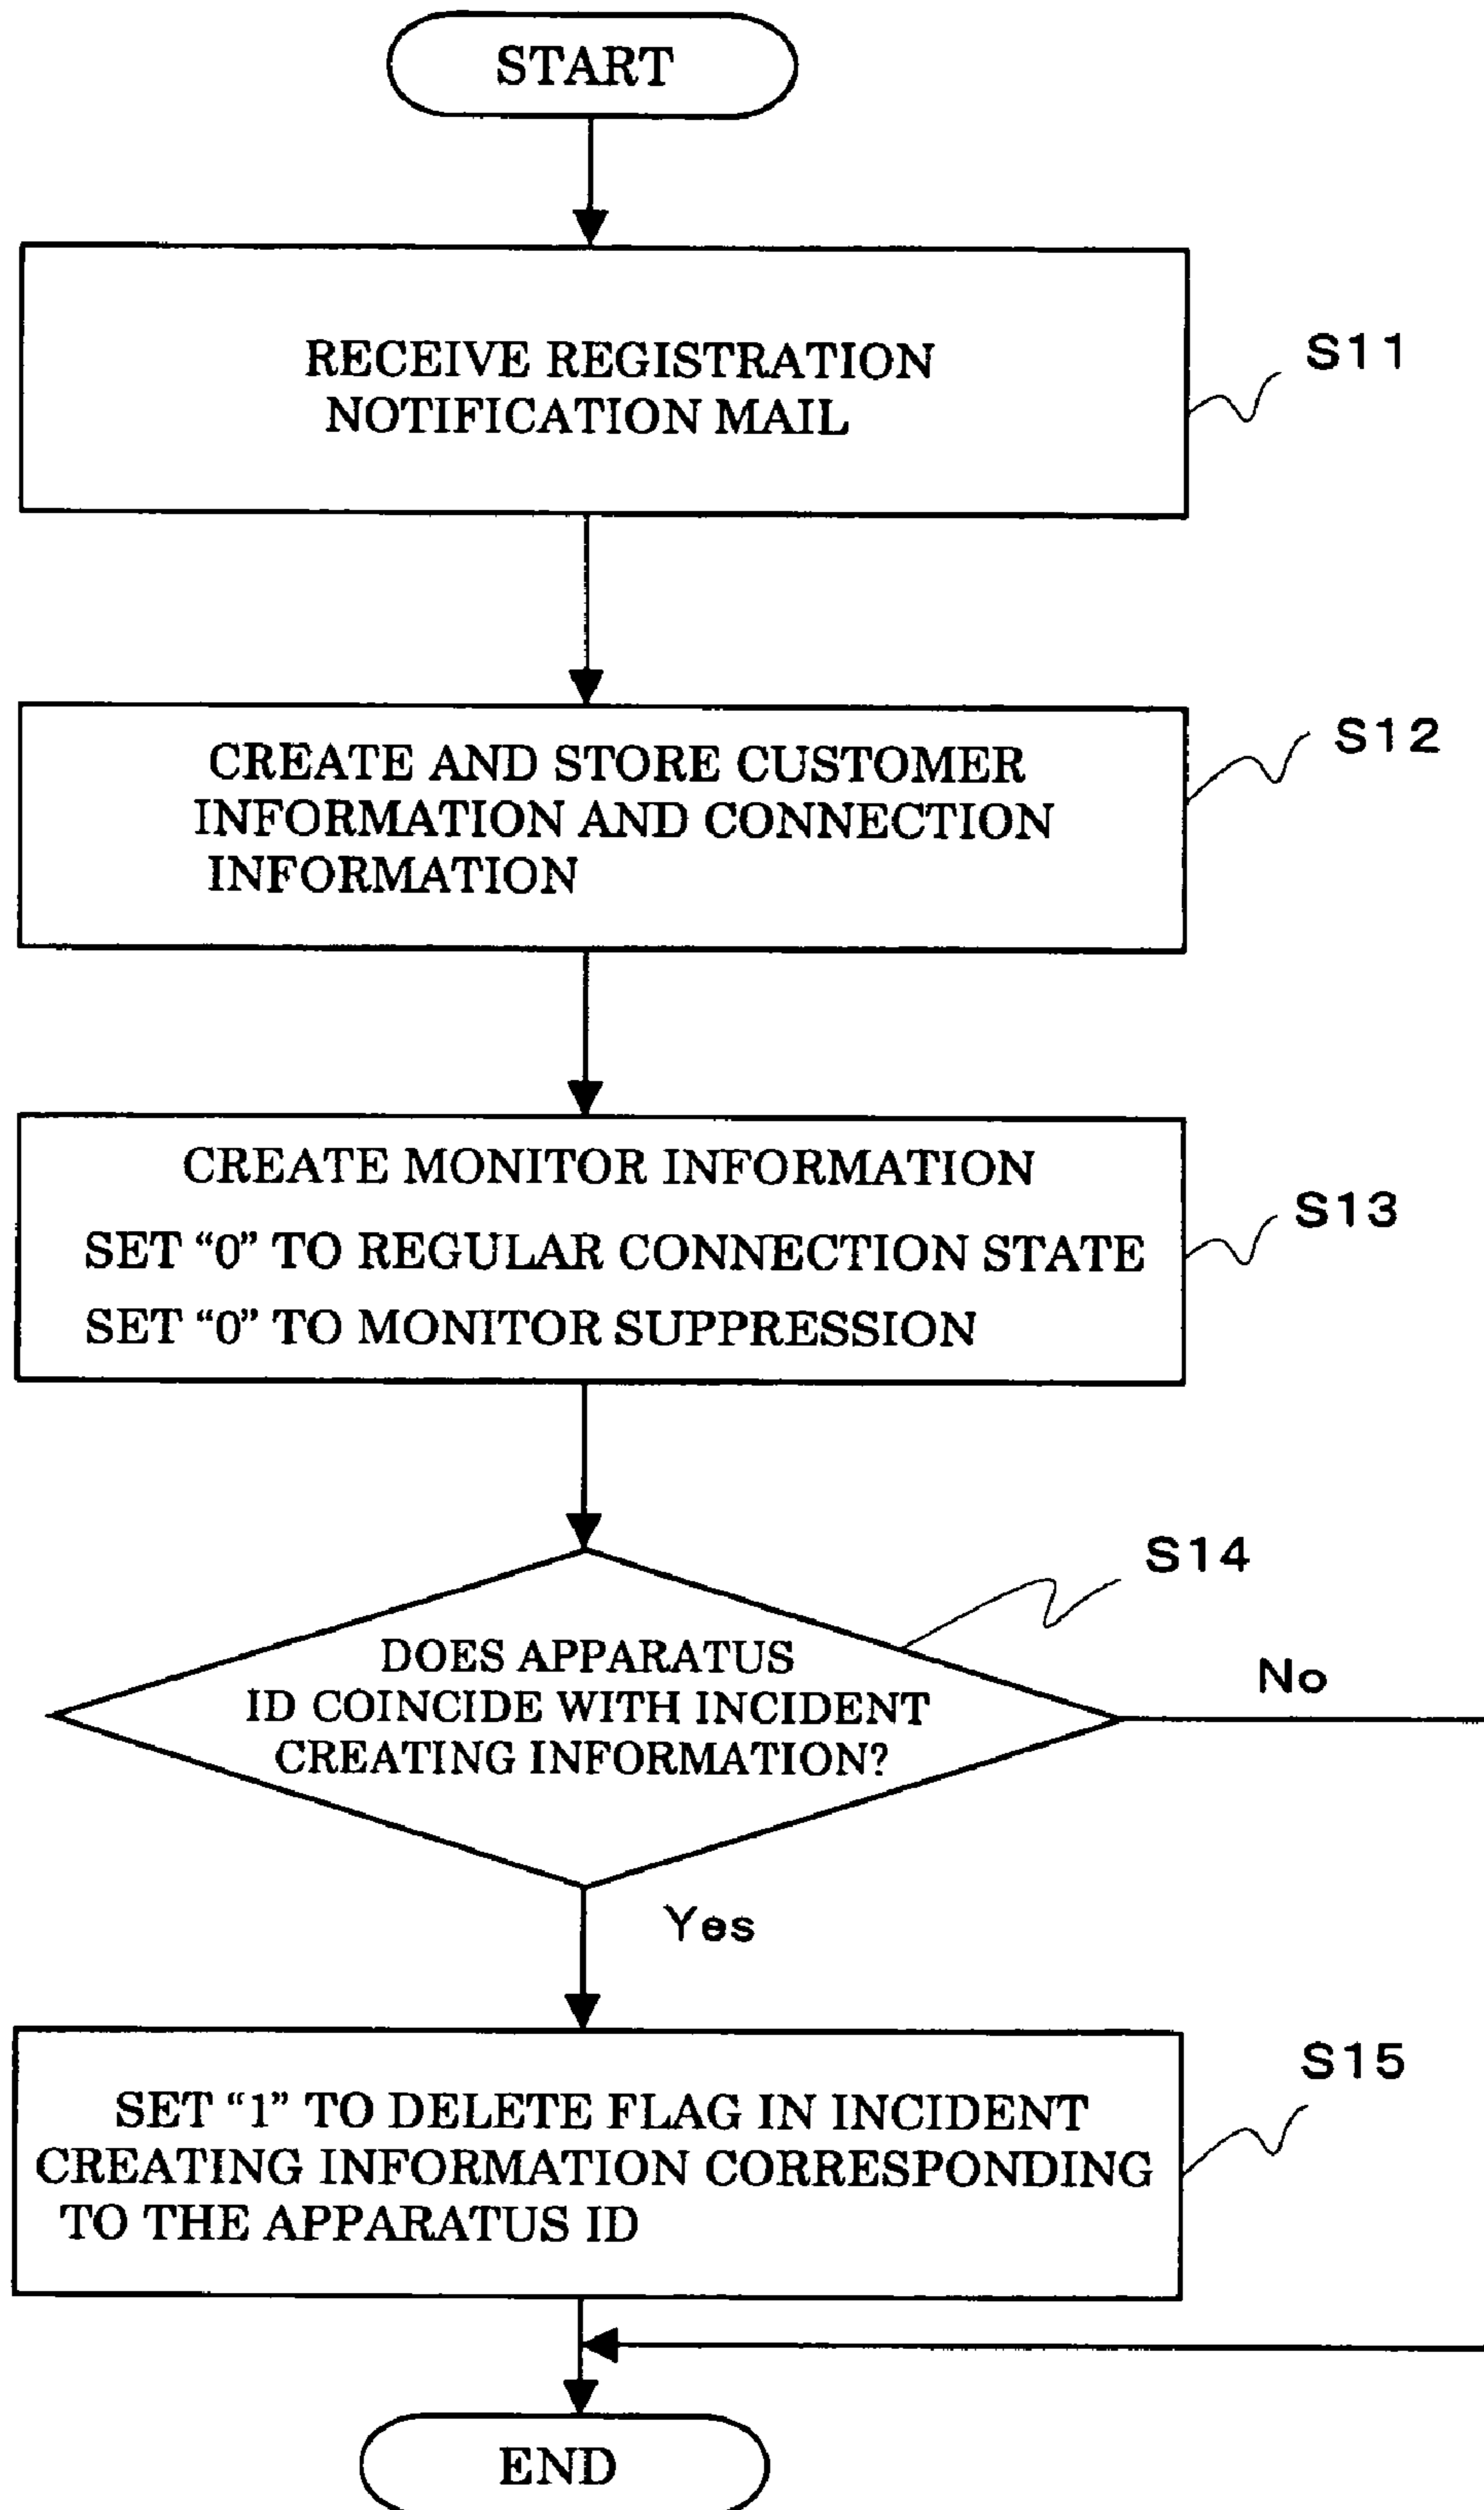 START
RECEIVE REGISTRATION
NOTIFICATION MAIL
S11
CREATE AND STORE CUSTOMER
INFORMATION AND CONNECTION
INFORMATION
S12
CREATE MONITOR INFORMATION
SET “0” TO REGULAR CONNECTION STATE
SET “0” TO MONITOR SUPPRESSION
S13
DOES APPARATUS
ID COINCIDE WITH INCIDENT
CREATING INFORMATION?
S14
No
Yes
SET “1” TO DELETE FLAG IN INCIDENT
CREATING INFORMATION CORRESPONDING
TO THE APPARATUS ID
S15
END